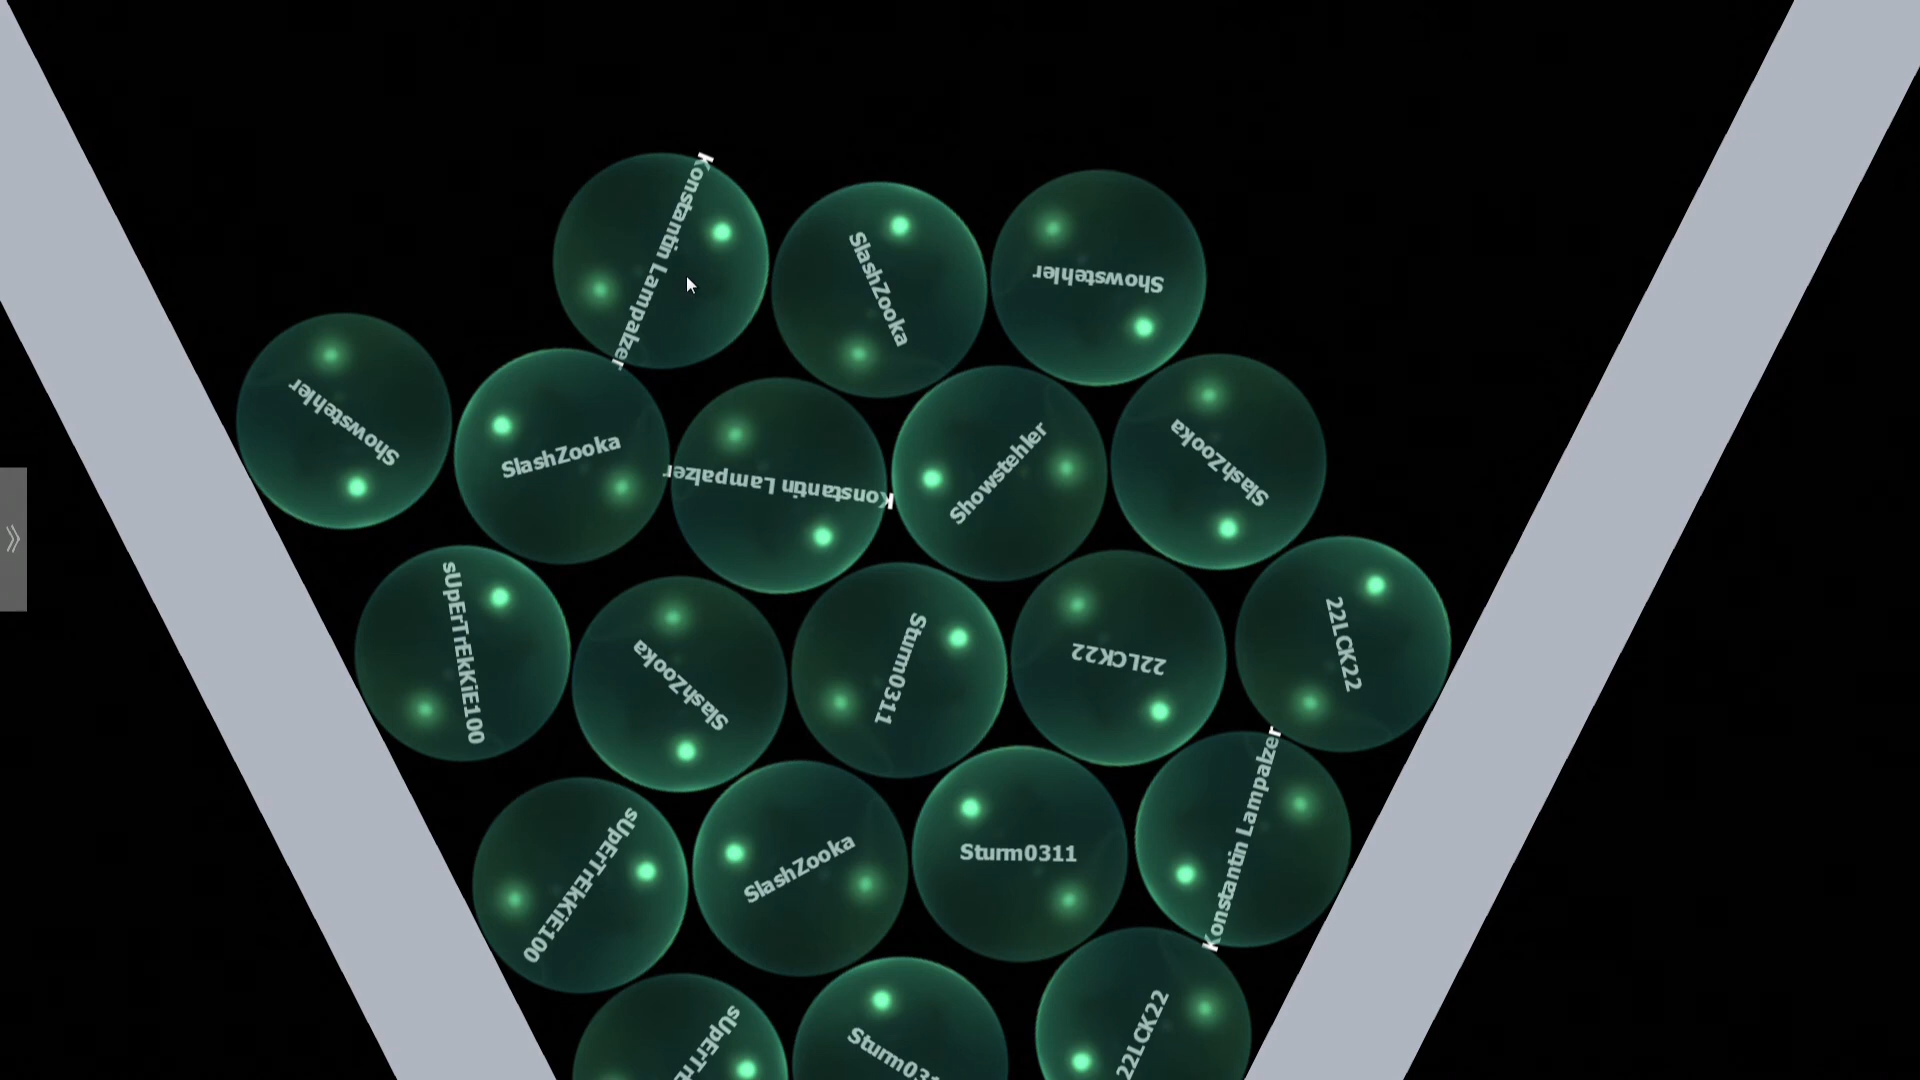 Konstantin Lampalzer
SlashZooka
Showstehler
Showstehler
SlashZooka
Konstantin Lampalzer
Showstehler
SlashZooka
sUpErTrEkKiE100
SlashZooka
Sturm0311
22LCK22
22LCK22
sUpErTrEkKiE100
SlashZooka
Sturm0311
Konstantin Lampalzer
22LCK22